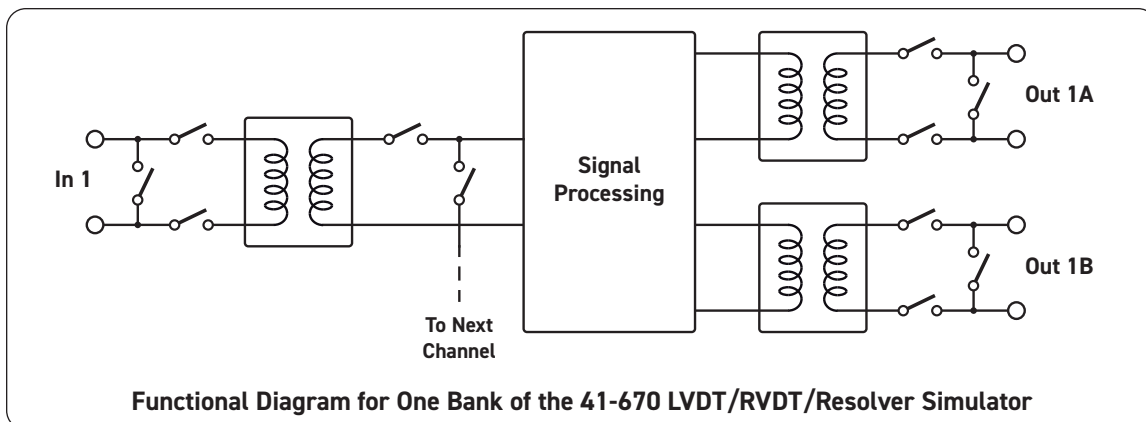 In 1
Signal
Processing
Out 1A
Out 1B
To Next
Channel
Functional Diagram for One Bank of the 41-670 LVDT/RVDT/Resolver Simulator